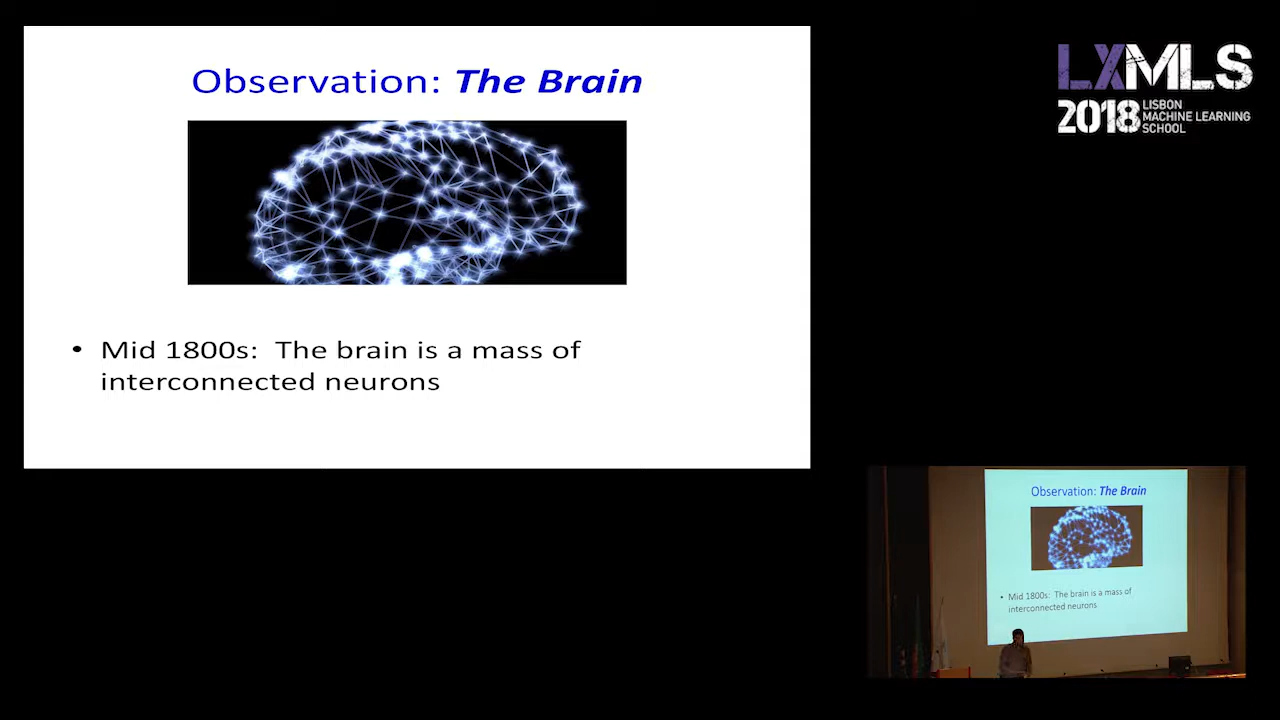 Observation: The Brain
• Mid 1800s: The brain is a mass of
interconnected neurons
LXMLS
2018 LISBON
MACHINE LEARNING
SCHOOL
Observation: The Brain
• Mid 1800s: The brain is a mass of
interconnected neurons